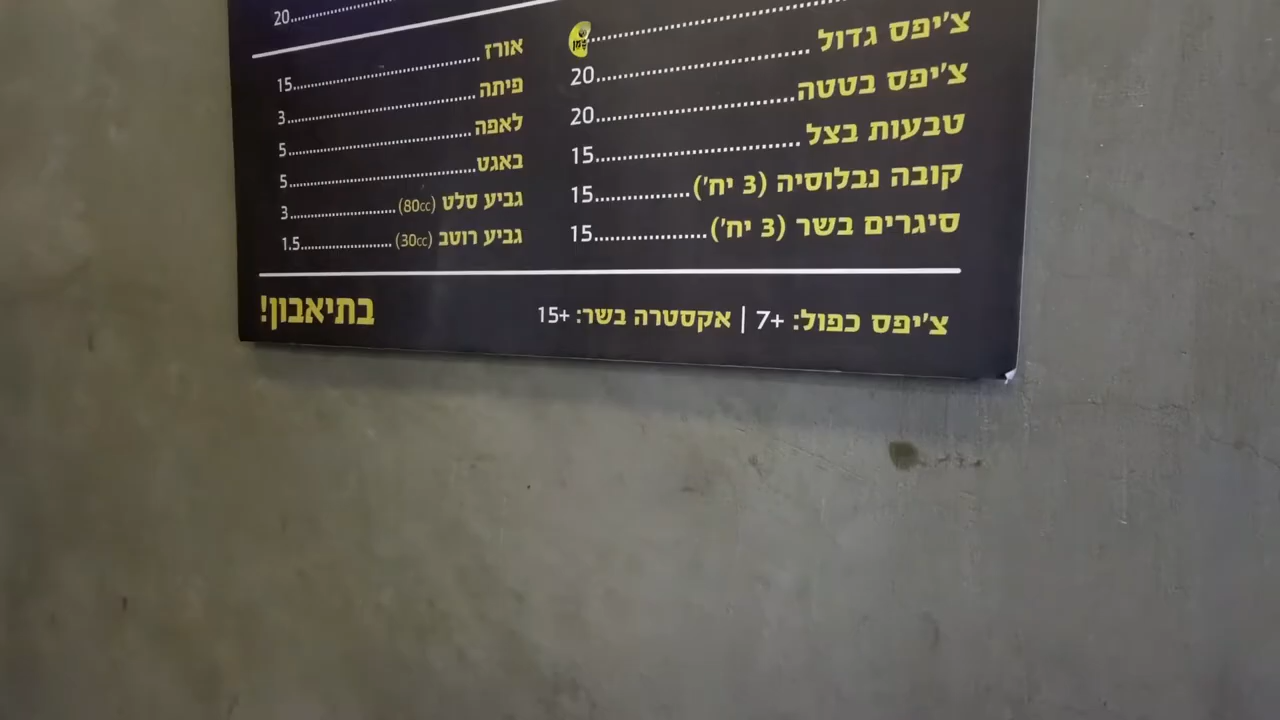 צ'יפס גדול 20
צ'יפס בטטה 20
טבעות בצל 15
קובה נבלוסיה (3 יח') 15
סיגרים בשר (3 יח') 15
20
אורז 15
פיתה 3
לאפה 5
באגט 5
גביע סלט (80cc) 3
גביע רוטב (30cc) 1.5
צ'יפס כפול: +7 | אקסטרה בשר: +15
בתיאבון!